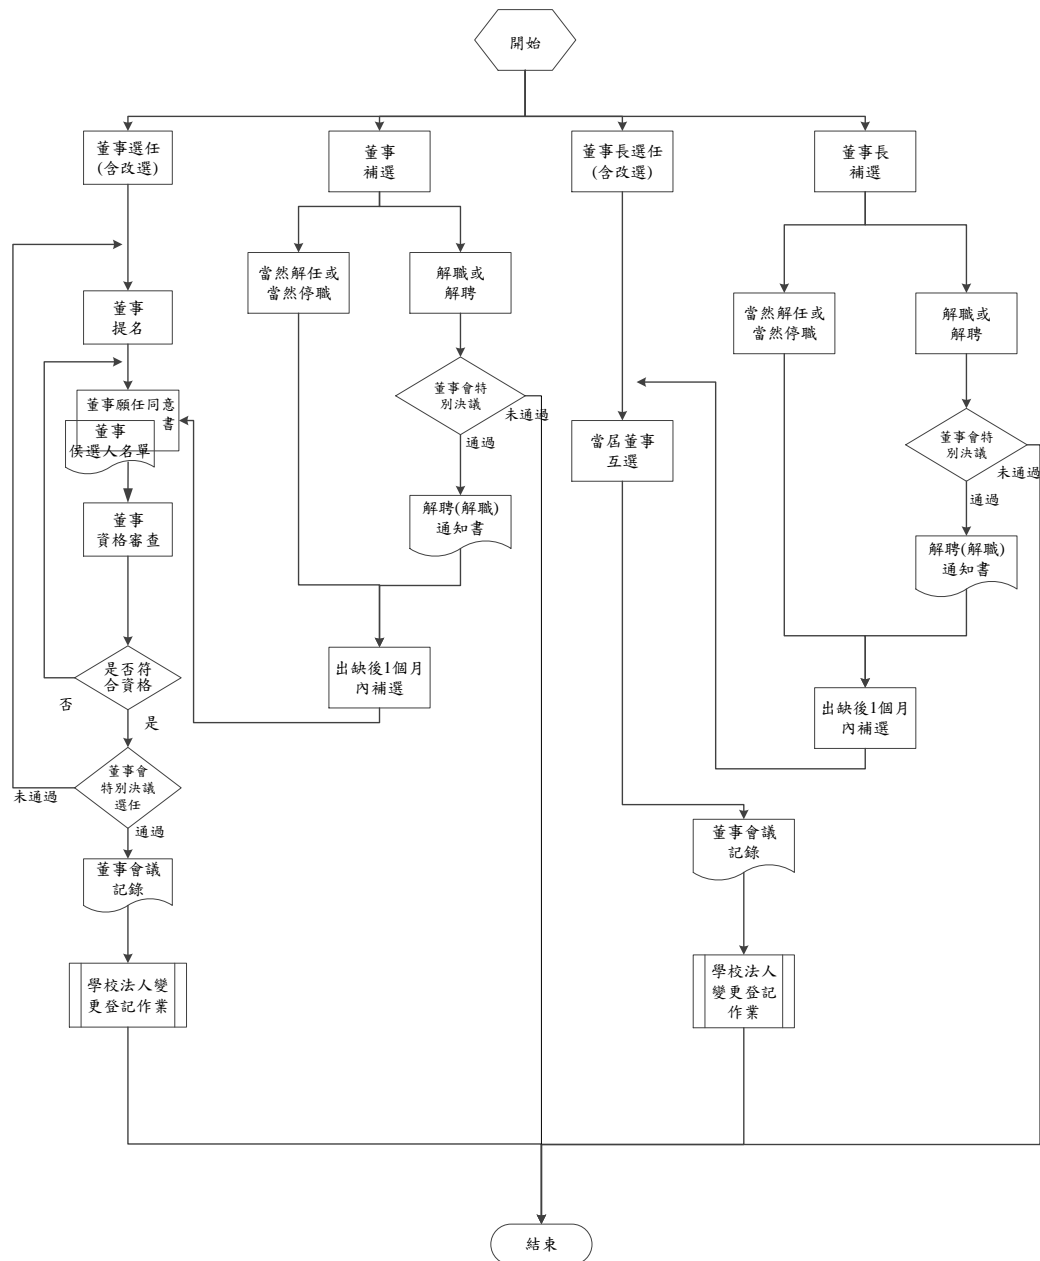 開始
董事選任
(含改選)
董事
補選
董事長選任
(含改選)
董事長
補選
當然解任或
當然停職
解職或
解聘
董事
提名
當然解任或
當然停職
解職或
解聘
董事會特
別決議
未通過
通過
董事願任同意
書
董事
侯選人名單
當屆董事
互選
董事會特
別決議
未通過
通過
解聘(解職)
通知書
董事
資格審查
解聘(解職)
通知書
是否符
合資格
否
是
出缺後1個月
內補選
出缺後1個月
內補選
董事會
特別決議
選任
未通過
通過
董事會議
記錄
董事會議
記錄
學校法人變
更登記作業
學校法人
變更登記
作業
結束